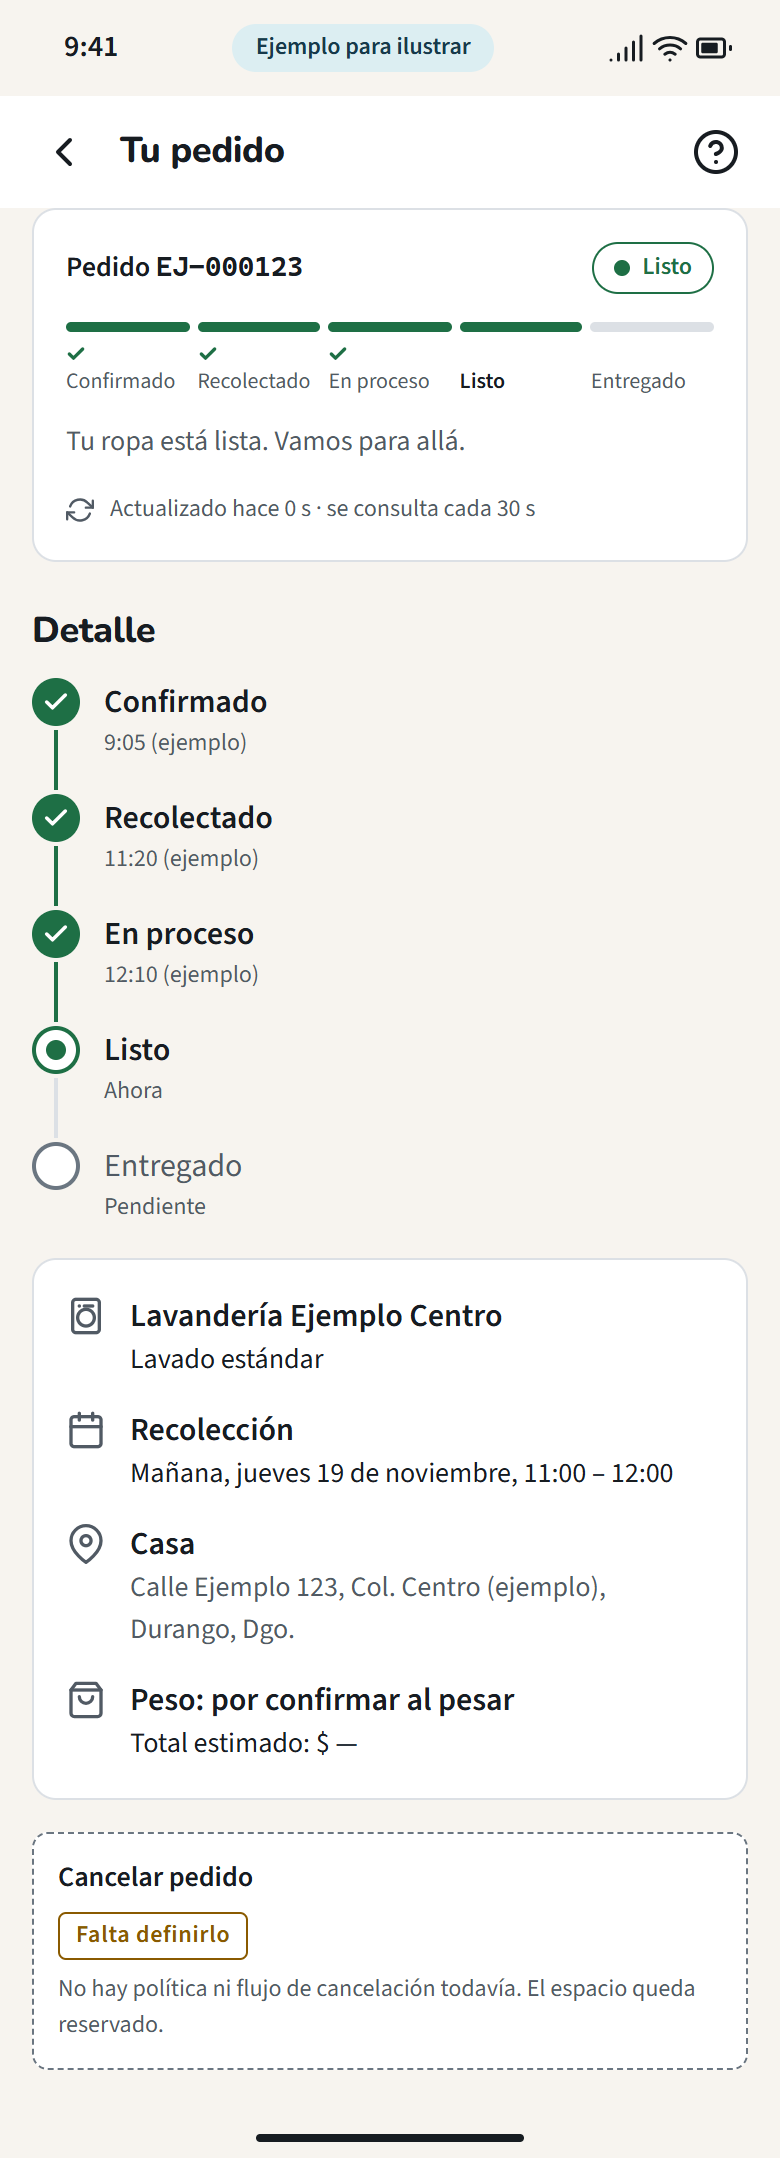 9:41
Ejemplo para ilustrar
Tu pedido
Pedido EJ-000123
Listo
Confirmado
Recolectado
En proceso
Listo
Entregado
Tu ropa está lista. Vamos para allá.
Actualizado hace 0 s · se consulta cada 30 s
Detalle
Confirmado
9:05 (ejemplo)
Recolectado
11:20 (ejemplo)
En proceso
12:10 (ejemplo)
Listo
Ahora
Entregado
Pendiente
Lavandería Ejemplo Centro
Lavado estándar
Recolección
Mañana, jueves 19 de noviembre, 11:00 – 12:00
Casa
Calle Ejemplo 123, Col. Centro (ejemplo),
Durango, Dgo.
Peso: por confirmar al pesar
Total estimado: $ —
Cancelar pedido
Falta definirlo
No hay política ni flujo de cancelación todavía. El espacio queda
reservado.